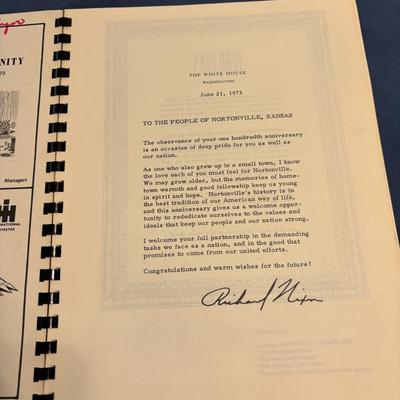 THE WHITE HOUSE
WASHINGTON
June 21, 1973
TO THE PEOPLE OF NORTONVILLE, KANSAS
The observance of your one hundredth anniversary
is an occasion of deep pride for you as well as
our nation.
As one who also grew up in a small town, I know
the love each of you must feel for Nortonville.
We may grow older, but the memories of home-
town warmth and good fellowship keep us young
in spirit and hope. Nortonville's history is in
the best tradition of our American way of life,
and this anniversary gives us a welcome oppor-
tunity to rededicate ourselves to the values and
ideals that keep our people and our nation strong.
I welcome your full partnership in the demanding
tasks we face as a nation, and in the good that
promises to come from our united efforts.
Congratulations and warm wishes for the future!
Richard Nixon
NITY
Managers